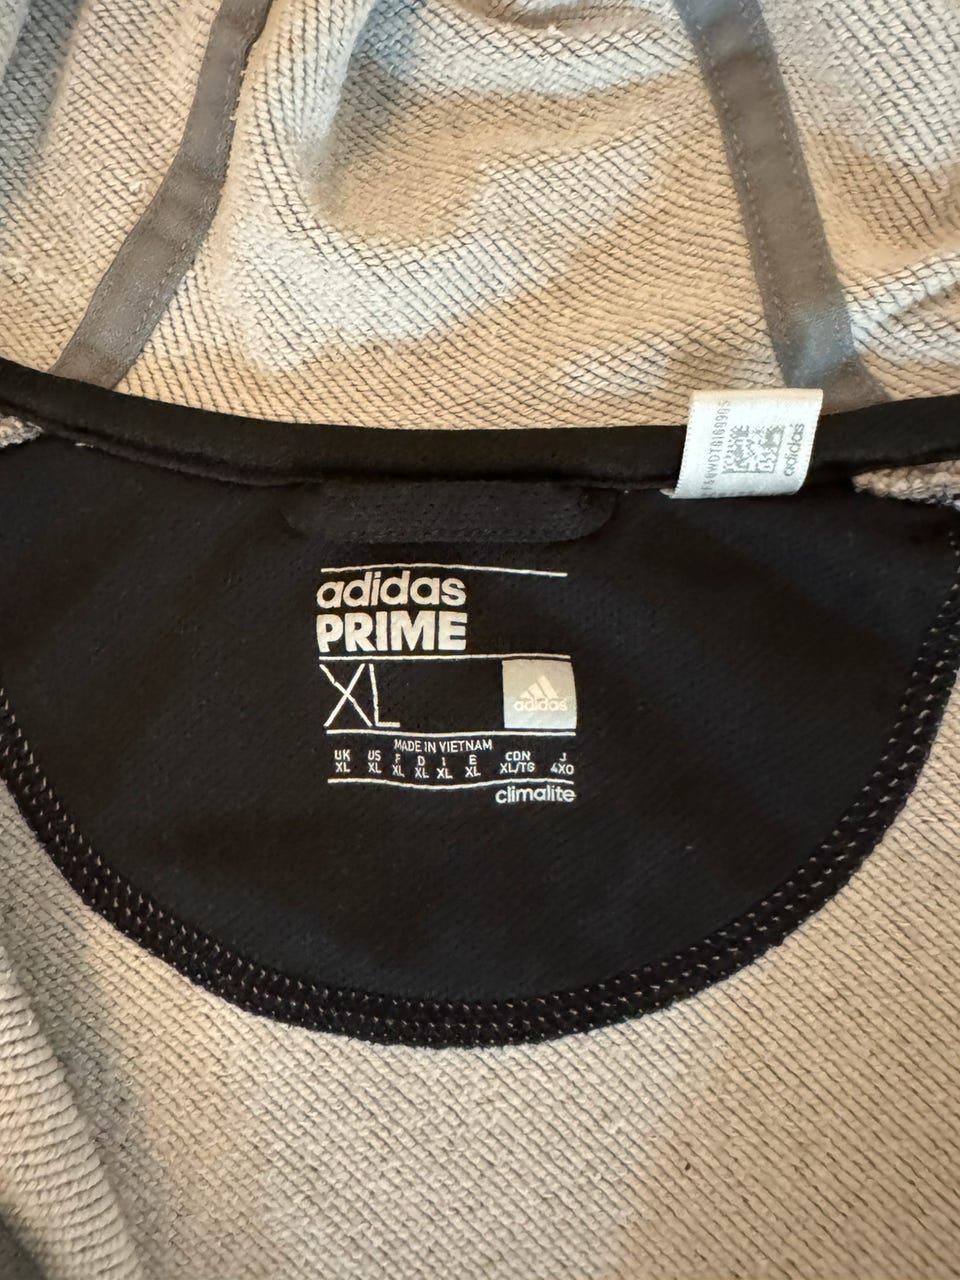 adidas
adidas
PRIME
XL
adidas
MADE IN VIETNAM
UK US F D I E CDN J
XL XL XL XL XL XL XL/TG 4XO
climalite